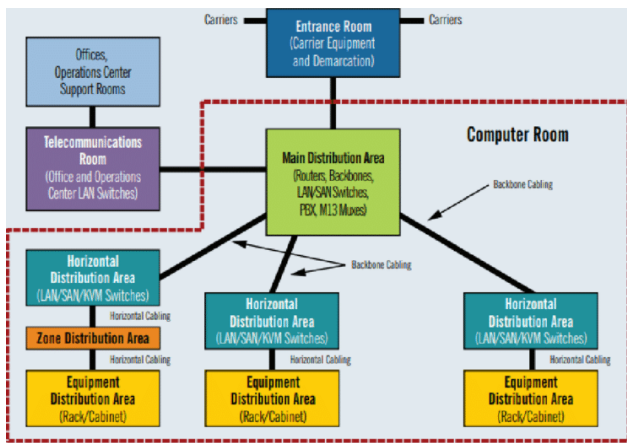 Carriers
Entrance Room
(Carrier Equipment
and Demarcation)
Carriers
Offices,
Operations Center
Support Rooms
Telecommunications
Room
(Office and Operations
Center LAN Switches)
Main Distribution Area
(Routers, Backbones,
LAN/SAN Switches,
PBX, M13 Muxes)
Computer Room
Backbone Cabling
Backbone Cabling
Horizontal
Distribution Area
(LAN/SAN/KVM Switches)
Horizontal Cabling
Zone Distribution Area
Horizontal Cabling
Equipment
Distribution Area
(Rack/Cabinet)
Horizontal
Distribution Area
(LAN/SAN/KVM Switches)
Horizontal Cabling
Equipment
Distribution Area
(Rack/Cabinet)
Horizontal
Distribution Area
(LAN/SAN/KVM Switches)
Horizontal Cabling
Equipment
Distribution Area
(Rack/Cabinet)